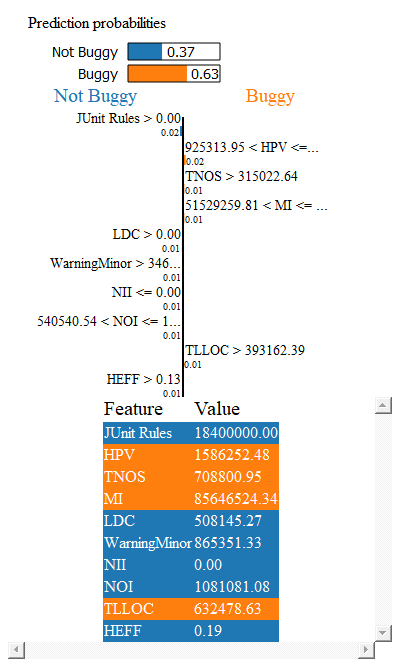 Prediction probabilities
Not Buggy 0.37
Buggy 0.63
Not Buggy Buggy
JUnit Rules > 0.00
0.02
925313.95 < HPV <=...
0.02
TNOS > 315022.64
0.01
51529259.81 < MI <= ...
0.01
LDC > 0.00
0.01
WarningMinor > 346...
0.01
NII <= 0.00
0.01
540540.54 < NOI <= 1...
0.01
TLLOC > 393162.39
0.01
HEFF > 0.13
0.01
Feature Value
JUnit Rules 18400000.00
HPV 1586252.48
TNOS 708800.95
MI 85646524.34
LDC 508145.27
WarningMinor 865351.33
NII 0.00
NOI 1081081.08
TLLOC 632478.63
HEFF 0.19